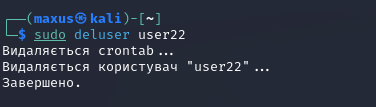 ┌──(maxus㉿kali)-[~]
└─$ sudo deluser user22
Видаляється crontab ...
Видаляється користувач "user22" ...
Завершено.